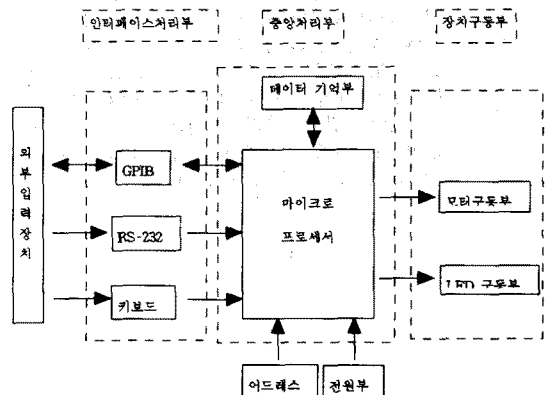 인터페이스처리부
중앙처리부
장치구동부
데이터 기억부
외부입력장치
GPIB
RS-232
키보드
마이크로
프로세서
모터구동부
LED 구동부
어드레스
전원부